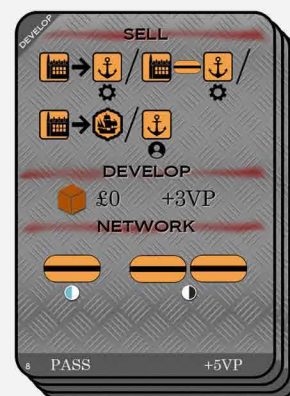 DEVELOP
SELL
/
/
/
DEVELOP
£0 +3VP
NETWORK
8 PASS +5VP